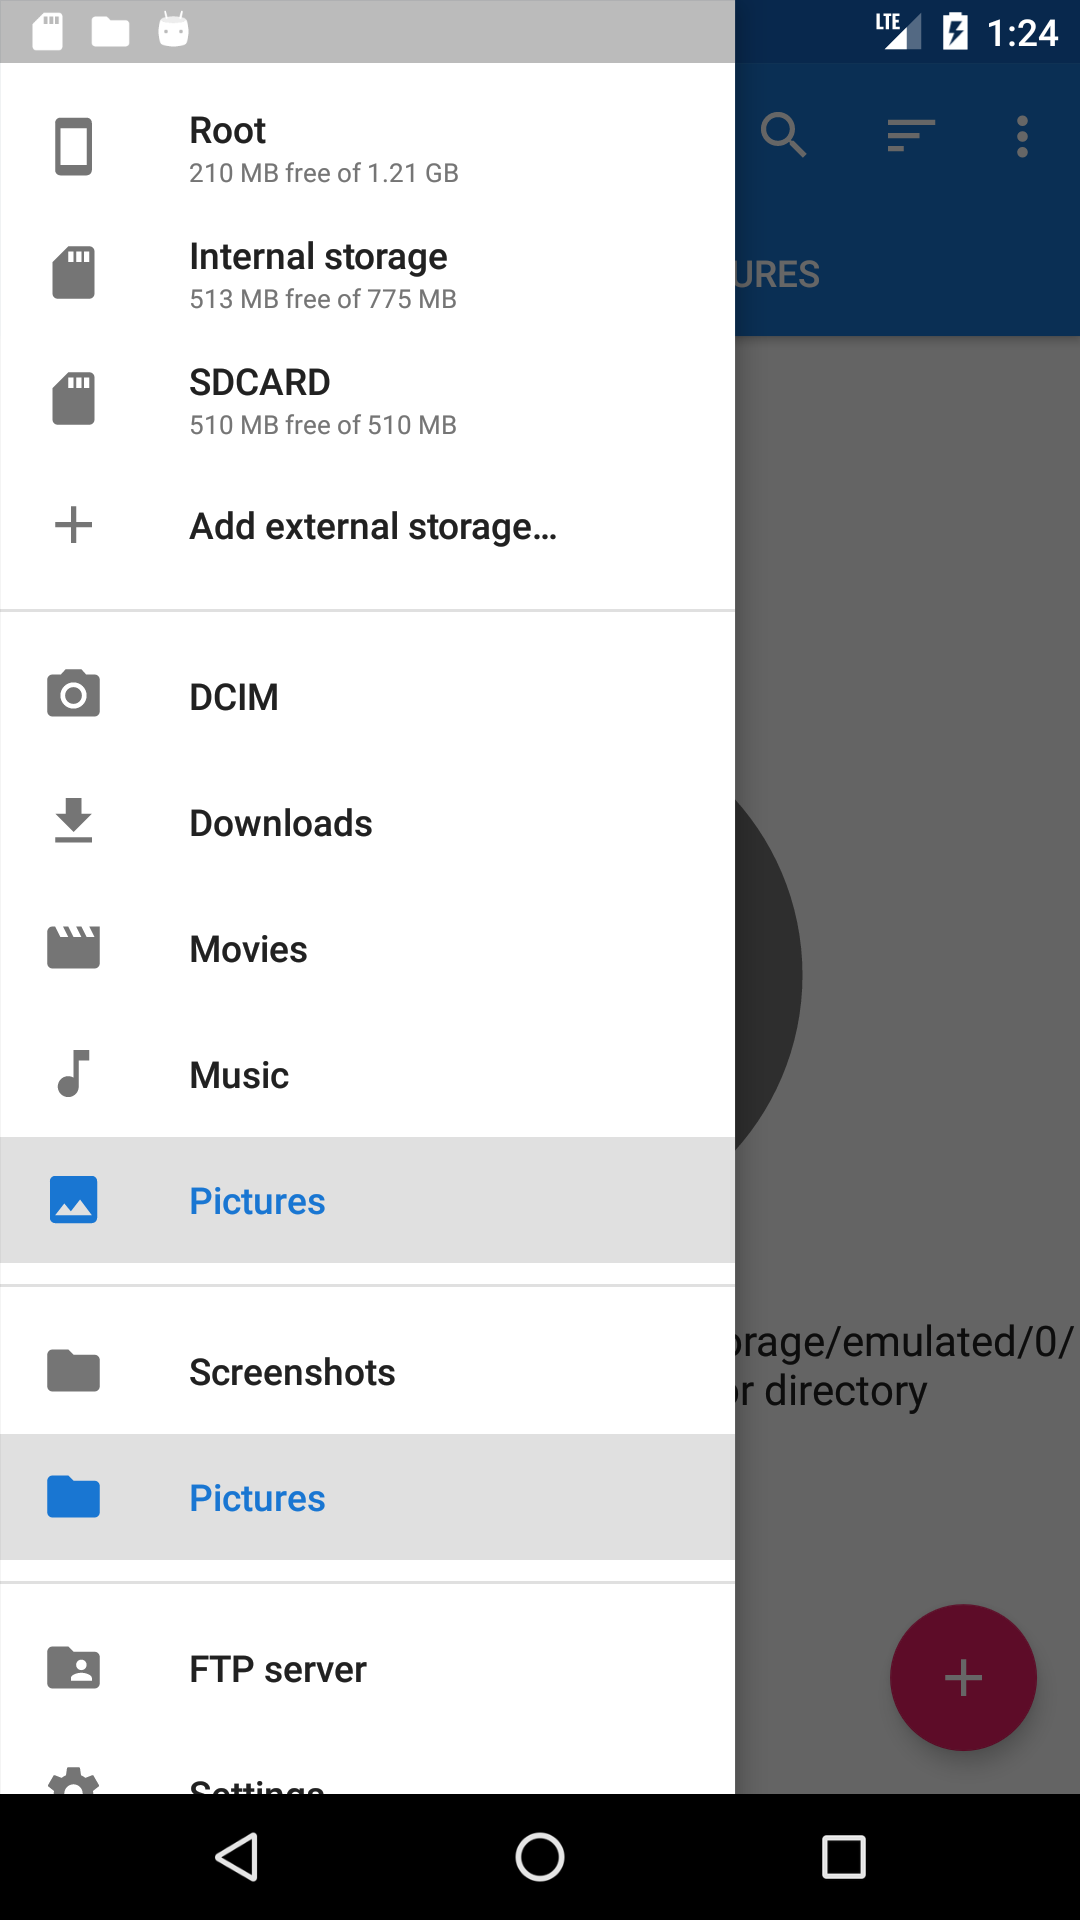 LTE 1:24
Root
210 MB free of 1.21 GB
Internal storage
513 MB free of 775 MB
URES
SDCARD
510 MB free of 510 MB
Add external storage...
DCIM
Downloads
Movies
Music
Pictures
orage/emulated/0/
Screenshots
or directory
Pictures
FTP server
Settings